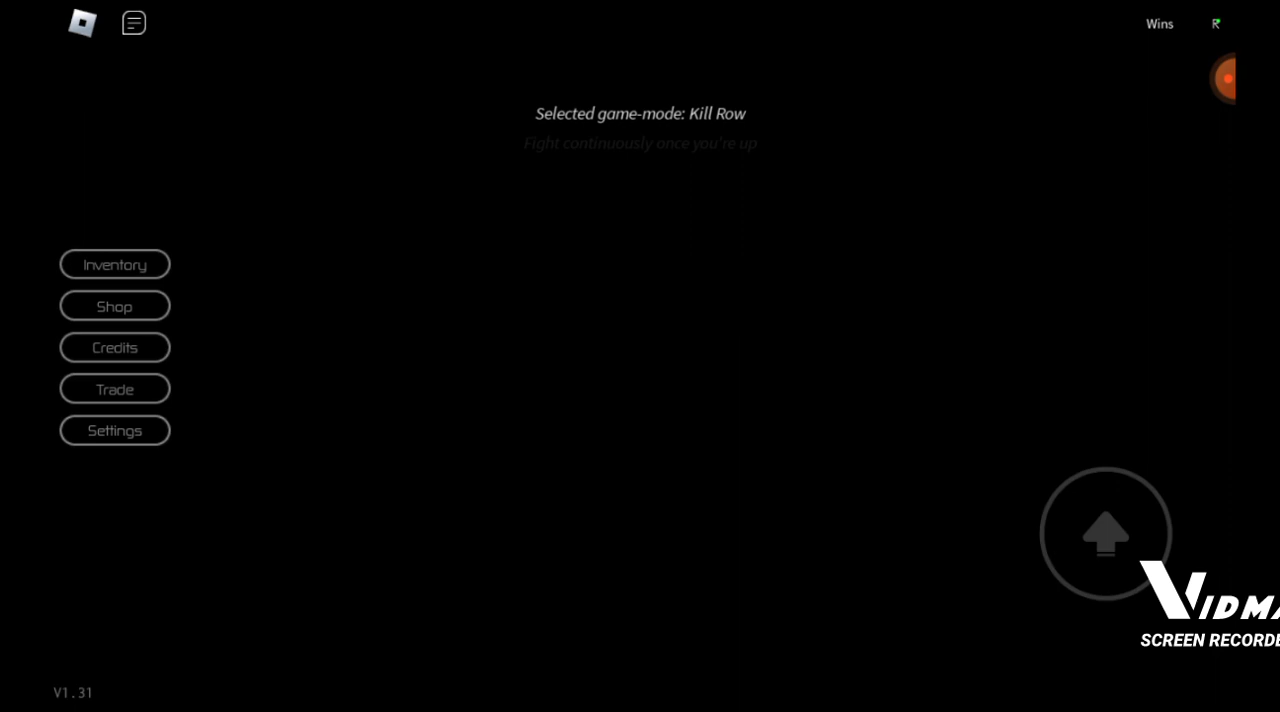 Wins R
Selected game-mode: Kill Row
Fight continuously once you're up
Inventory
Shop
Credits
Trade
Settings
VIDMA
SCREEN RECORDE
V1.31